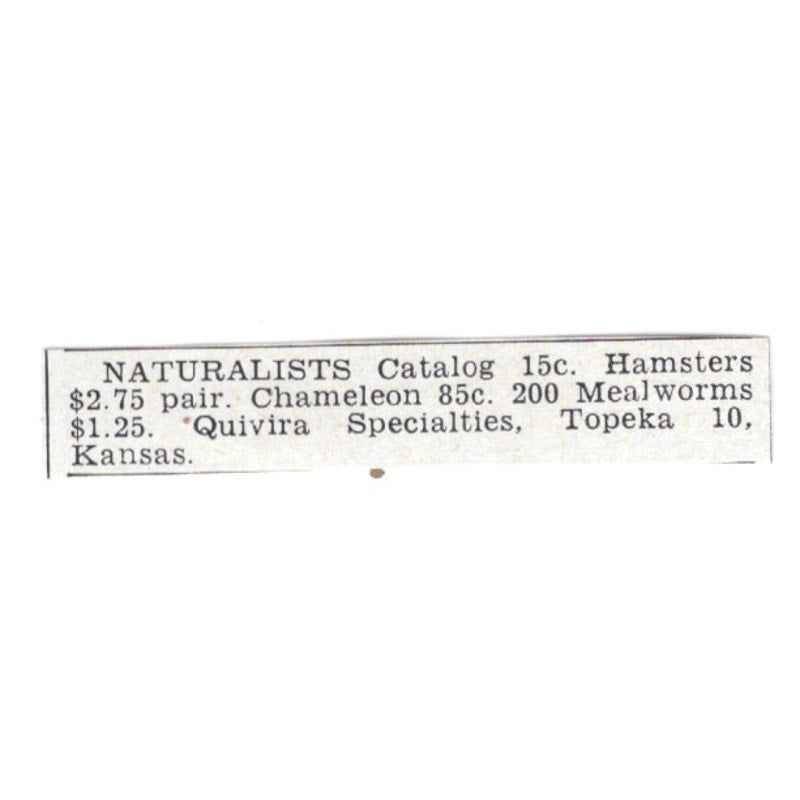 NATURALISTS Catalog 15c. Hamsters
$2.75 pair. Chameleon 85c. 200 Mealworms
$1.25. Quivira Specialties, Topeka 10,
Kansas.